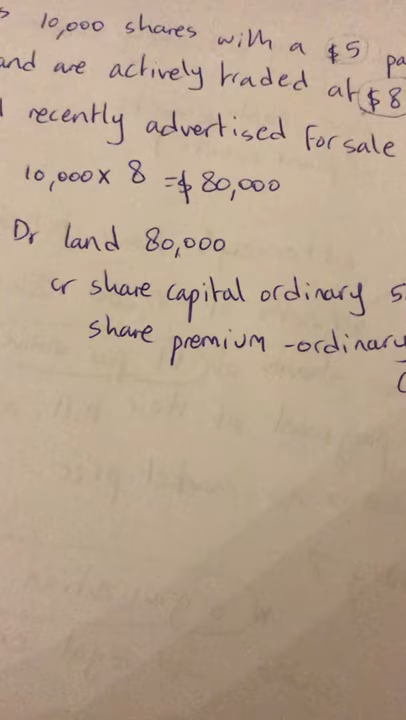 10,000 shares with a $5
and are actively traded at $8
recently advertised for sale
10,000 x 8 = $ 80,000
Dr land 80,000
cr share capital ordinary 5
share premium - ordinary